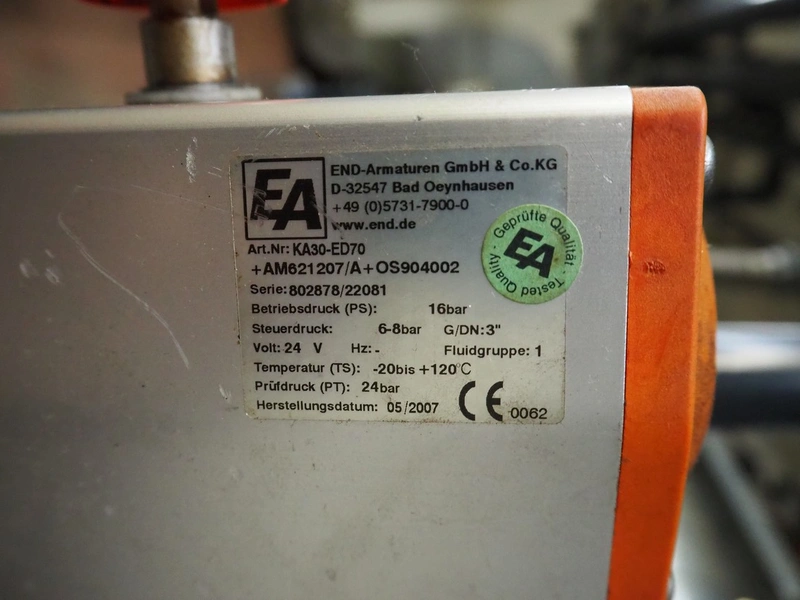 EA
END-Armaturen GmbH & Co.KG
D-32547 Bad Oeynhausen
+49 (0)5731-7900-0
www.end.de
Geprüfte Qualität · Tested Quality ·
EA
Art.Nr: KA30-ED70
+AM621207/A+OS904002
Serie: 802878/22081
Betriebsdruck (PS): 16bar
Steuerdruck: 6-8bar G/DN: 3"
Volt: 24 V Hz: - Fluidgruppe: 1
Temperatur (TS): -20bis +120°C
Prüfdruck (PT): 24bar
Herstellungsdatum: 05/2007 CE 0062